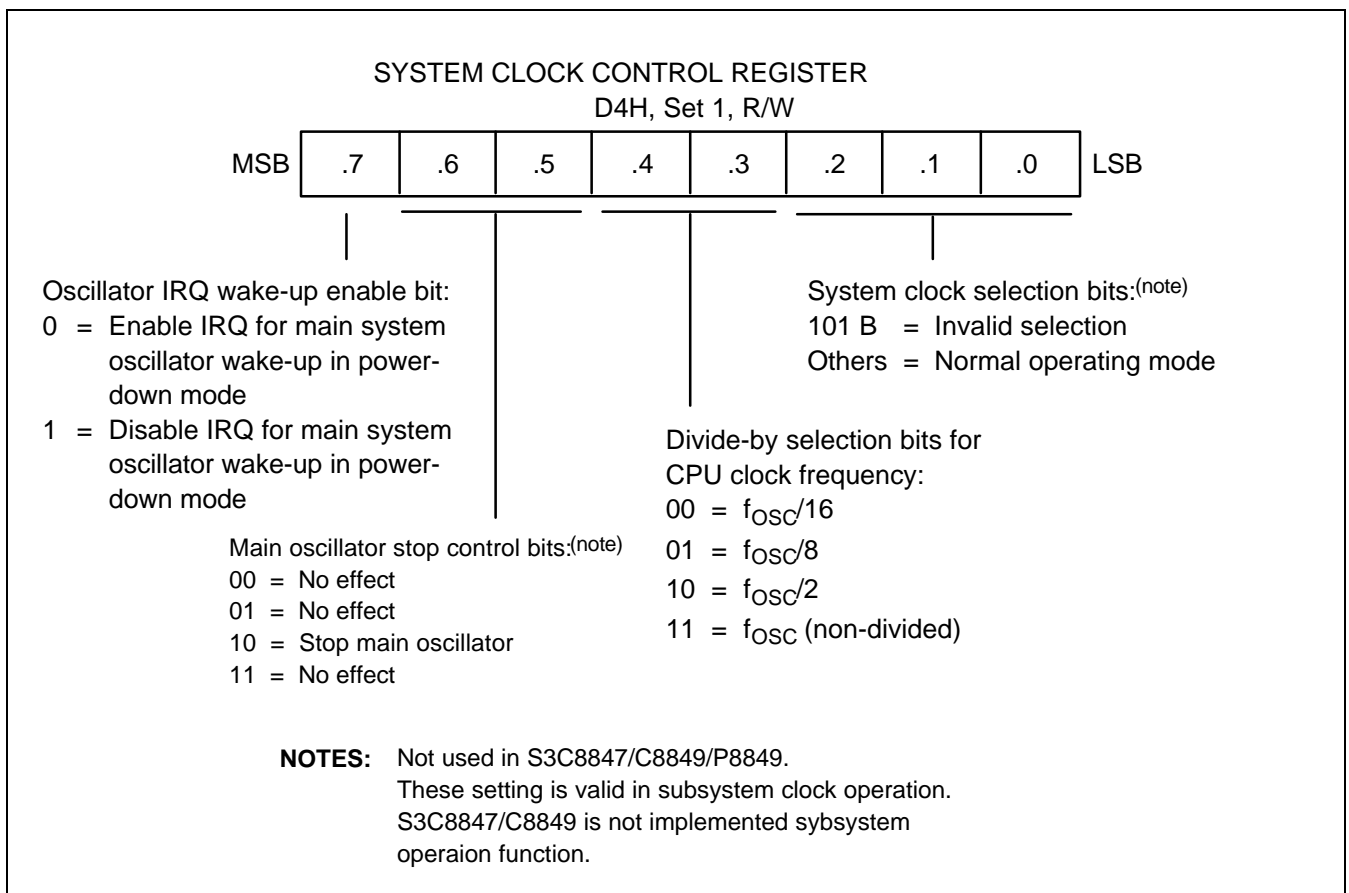 SYSTEM CLOCK CONTROL REGISTER
D4H, Set 1, R/W
MSB .7 .6 .5 .4 .3 .2 .1 .0 LSB
Oscillator IRQ wake-up enable bit:
0 = Enable IRQ for main system
oscillator wake-up in power-
down mode
1 = Disable IRQ for main system
oscillator wake-up in power-
down mode
Main oscillator stop control bits:(note)
00 = No effect
01 = No effect
10 = Stop main oscillator
11 = No effect
Divide-by selection bits for
CPU clock frequency:
00 = fOSC/16
01 = fOSC/8
10 = fOSC/2
11 = fOSC (non-divided)
System clock selection bits:(note)
101 B = Invalid selection
Others = Normal operating mode
NOTES: Not used in S3C8847/C8849/P8849.
These setting is valid in subsystem clock operation.
S3C8847/C8849 is not implemented sybsystem
operaion function.